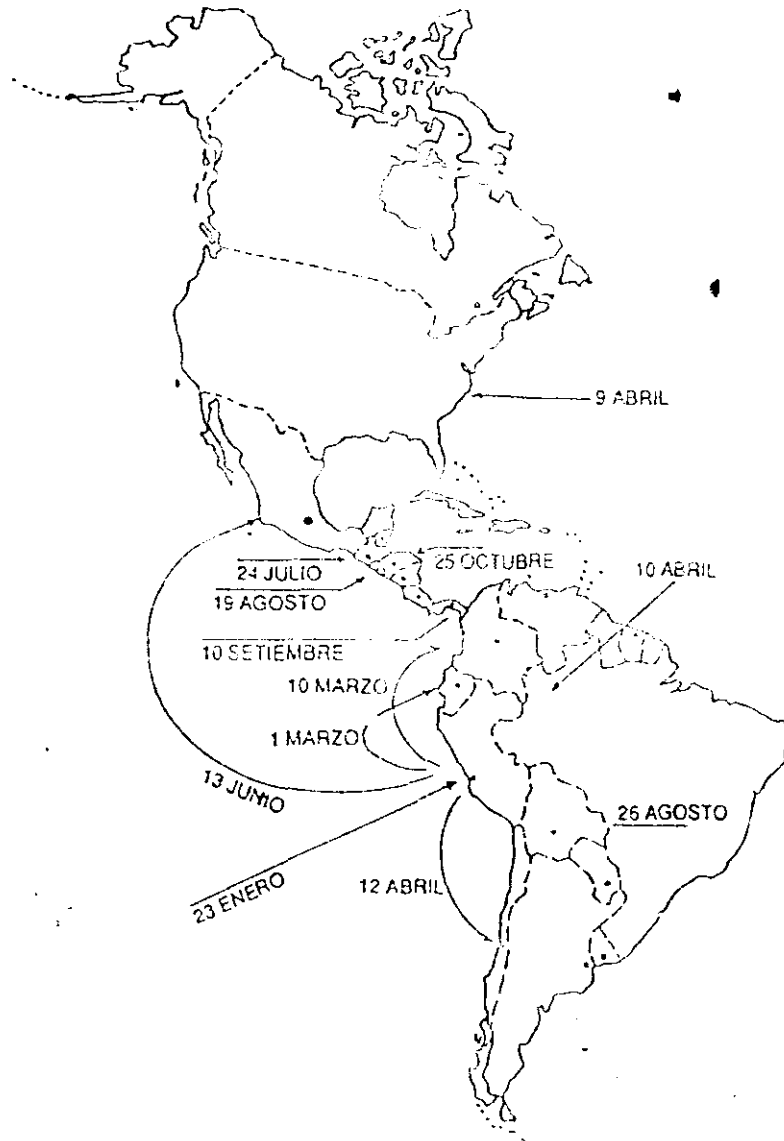 9 ABRIL
24 JULIO
25 OCTUBRE
19 AGOSTO
10 ABRIL
10 SETIEMBRE
10 MARZO
1 MARZO
13 JUNIO
26 AGOSTO
23 ENERO
12 ABRIL